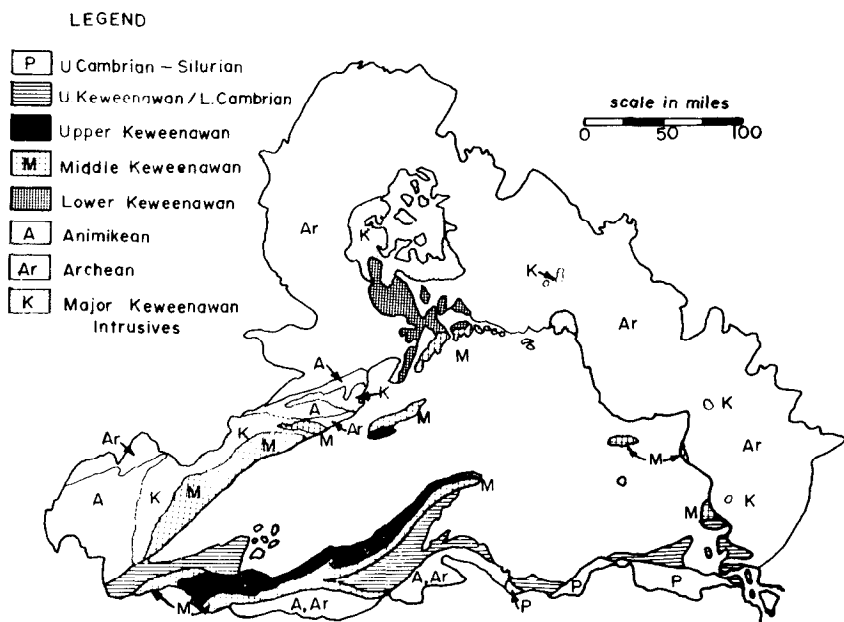 LEGEND
P U Cambrian – Silurian
U. Keweenawan / L. Cambrian
Upper Keweenawan
M Middle Keweenawan
Lower Keweenawan
A Animikean
Ar Archean
K Major Keweenawan
Intrusives
scale in miles
0 50 100
Ar
K
K
Ar
M
A
K
A
K
Ar
M
K
M
M
Ar
M
Ar
A
K
M
M
M
K
A,Ar
P
P
M
A,Ar
P